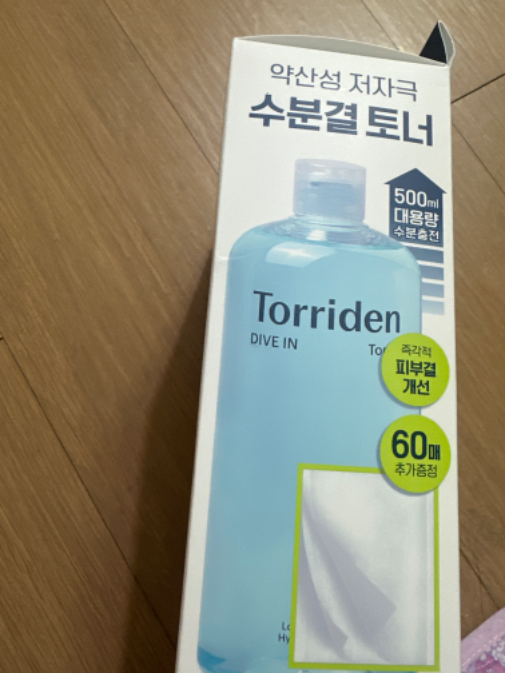 약산성 저자극
수분결 토너
500ml
대용량
수분충전
Torriden
DIVE IN
즉각적
피부결
개선
60매
추가증정